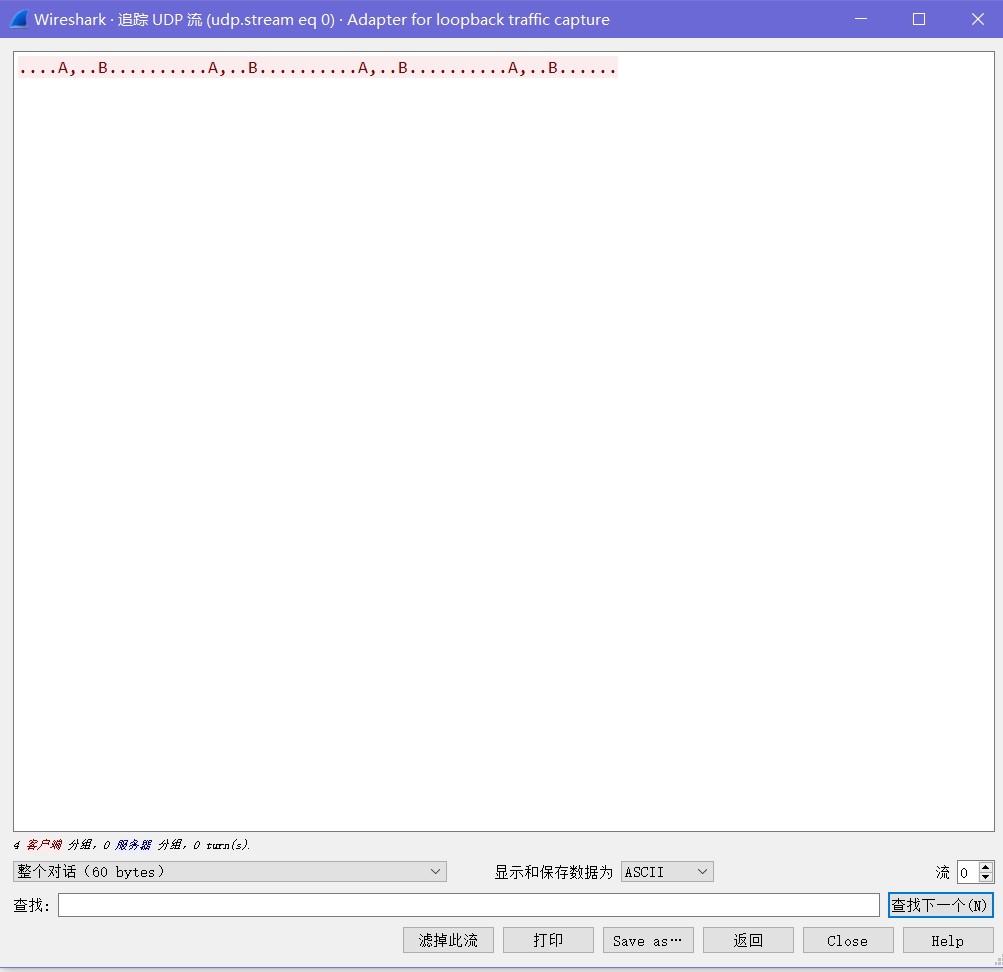 Wireshark · 追踪 UDP 流 (udp.stream eq 0) · Adapter for loopback traffic capture
....A,..B..........A,..B..........A,..B..........A,..B......
4 客户端 分组, 0 服务器 分组, 0 turn(s).
整个对话（60 bytes） 显示和保存数据为 ASCII 流 0
查找: 查找下一个(N)
滤掉此流 打印 Save as… 返回 Close Help